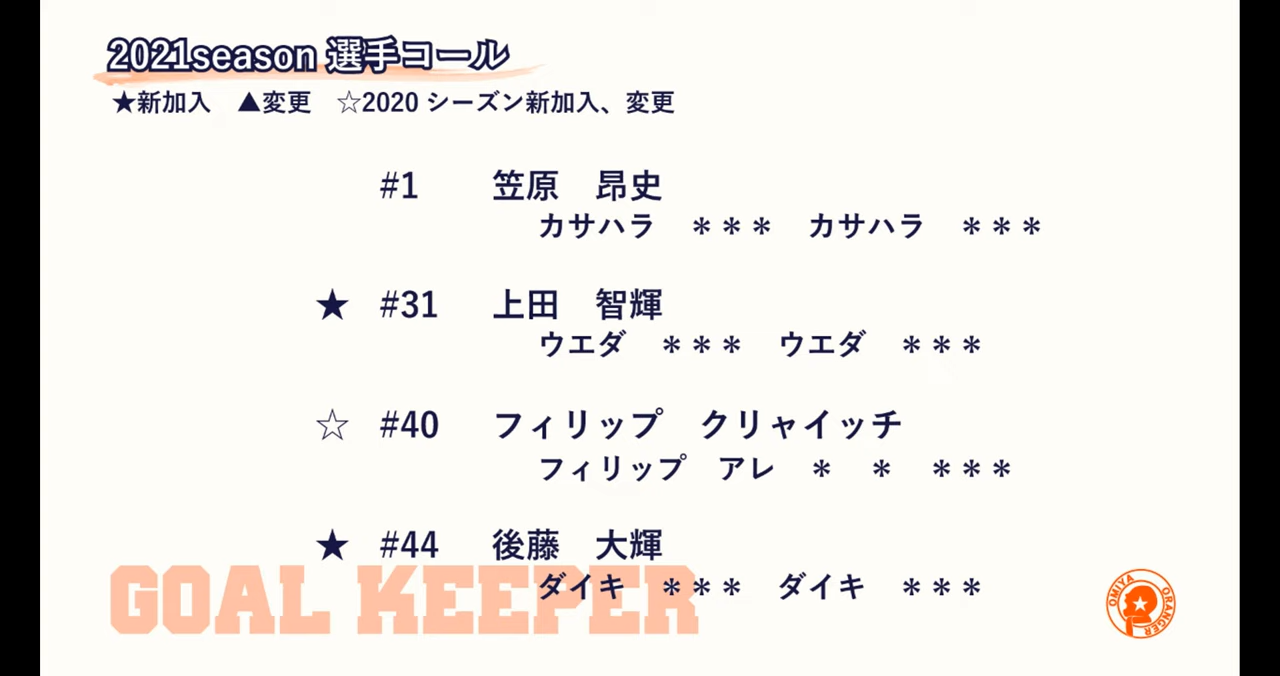 2021season 選手コール
★新加入　▲変更　☆2020 シーズン新加入、変更
#1　笠原　昂史
カサハラ　＊＊＊　カサハラ　＊＊＊
★ #31　上田　智輝
ウエダ　＊＊＊　ウエダ　＊＊＊
☆ #40　フィリップ　クリャイッチ
フィリップ　アレ　＊　＊　＊＊＊
★ #44　後藤　大輝
ダイキ　＊＊＊　ダイキ　＊＊＊
GOAL KEEPER
OMIYA ORANGER